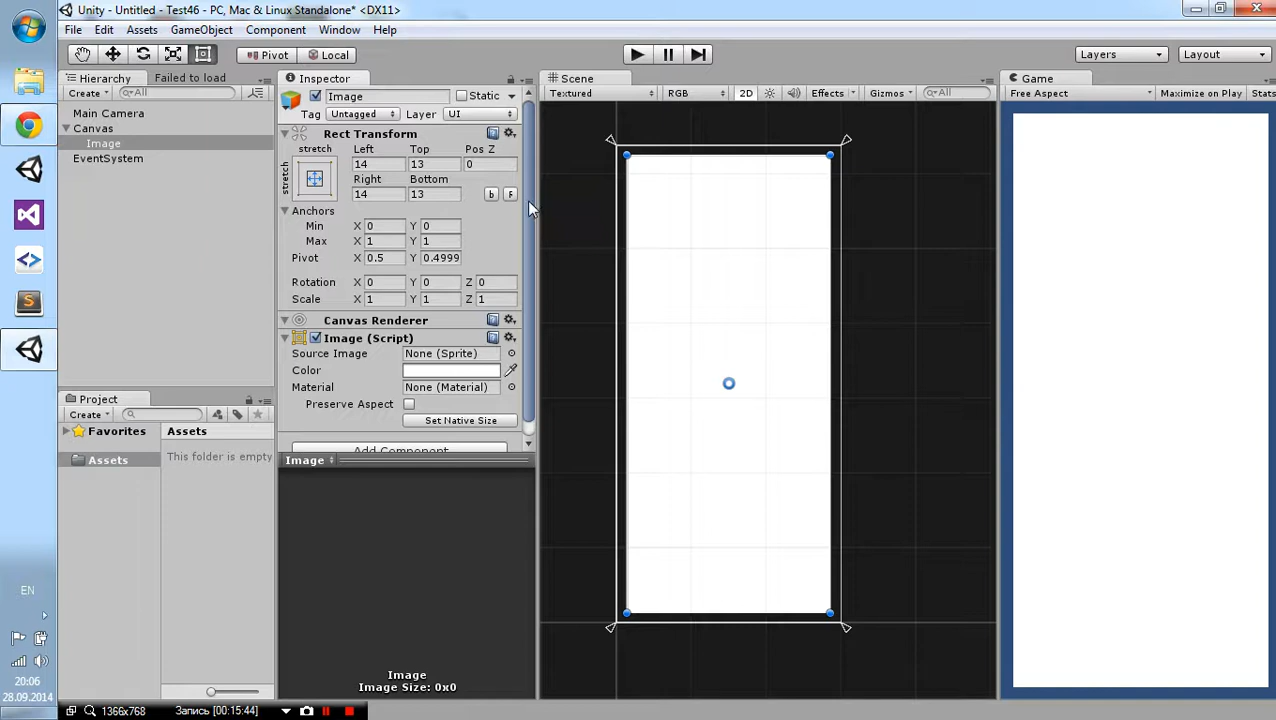 Unity - Untitled - Test46 - PC, Mac & Linux Standalone* <DX11>
File Edit Assets GameObject Component Window Help
Pivot Local Layers Layout
Hierarchy Failed to load Inspector Scene Game
Create All Image Static Textured RGB 2D Effects Gizmos All Free Aspect Maximize on Play Stats
Tag Untagged Layer UI
Main Camera
Canvas
Image
EventSystem
Rect Transform
stretch Left Top Pos Z
stretch 14 13 0
Right Bottom
14 13 b R
Anchors
Min X 0 Y 0
Max X 1 Y 1
Pivot X 0.5 Y 0.4999
Rotation X 0 Y 0 Z 0
Scale X 1 Y 1 Z 1
Canvas Renderer
Image (Script)
Source Image None (Sprite)
Color
Material None (Material)
Preserve Aspect
Set Native Size
Add Component
Project
Create
Favorites Assets
Assets This folder is empty
Image
Image
Image Size: 0x0
EN
20:06
28.09.2014
1366x768 Запись [00:15:44]